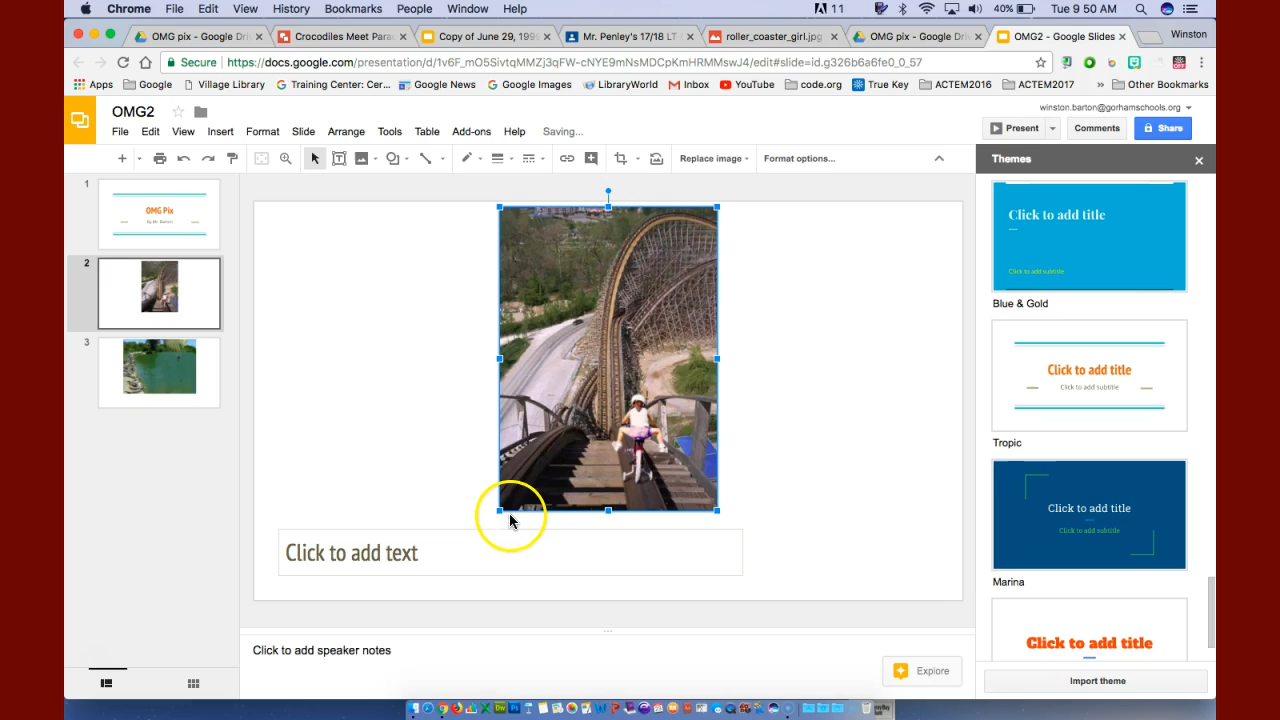 Chrome File Edit View History Bookmarks People Window Help 11 40% Tue 9:50 AM
OMG pix - Google Dri Crocodiles Meet Para Copy of June 29, 199 Mr. Penley's 17/18 LT roller_coaster_girl.jpg OMG pix - Google Dri OMG2 - Google Slides Winston
Secure https://docs.google.com/presentation/d/1v6F_mO5SivtqMMZj3qFW-cNYE9mNsMDCpKmHRMMswJ4/edit#slide=id.g326b6a6fe0_0_57
Apps Google Village Library Training Center: Cer... Google News Google Images LibraryWorld Inbox YouTube code.org ACTEM2016 True Key ACTEM2017 Other Bookmarks
OMG2
winston.barton@gorhamschools.org
File Edit View Insert Format Slide Arrange Tools Table Add-ons Help Saving...
Present Comments Share
Replace image Format options...
Themes
1
OMG Pix
2
3
Click to add text
Click to add speaker notes
Explore
Click to add title
Click to add subtitle
Blue & Gold
Click to add title
Click to add subtitle
Tropic
Click to add title
Click to add subtitle
Marina
Click to add title
Import theme